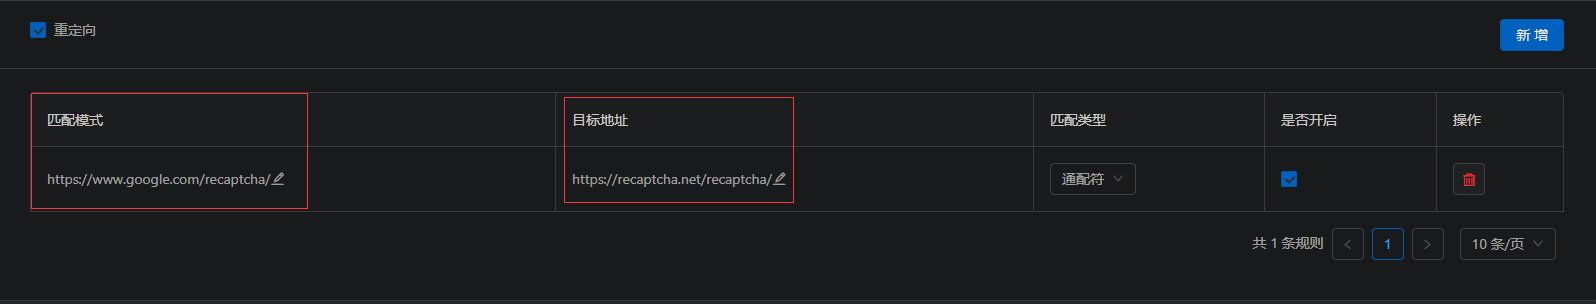 重定向
新 增
匹配模式 目标地址 匹配类型 是否开启 操作
https://www.google.com/recaptcha/ https://recaptcha.net/recaptcha/ 通配符
共 1 条规则 1 10 条/页